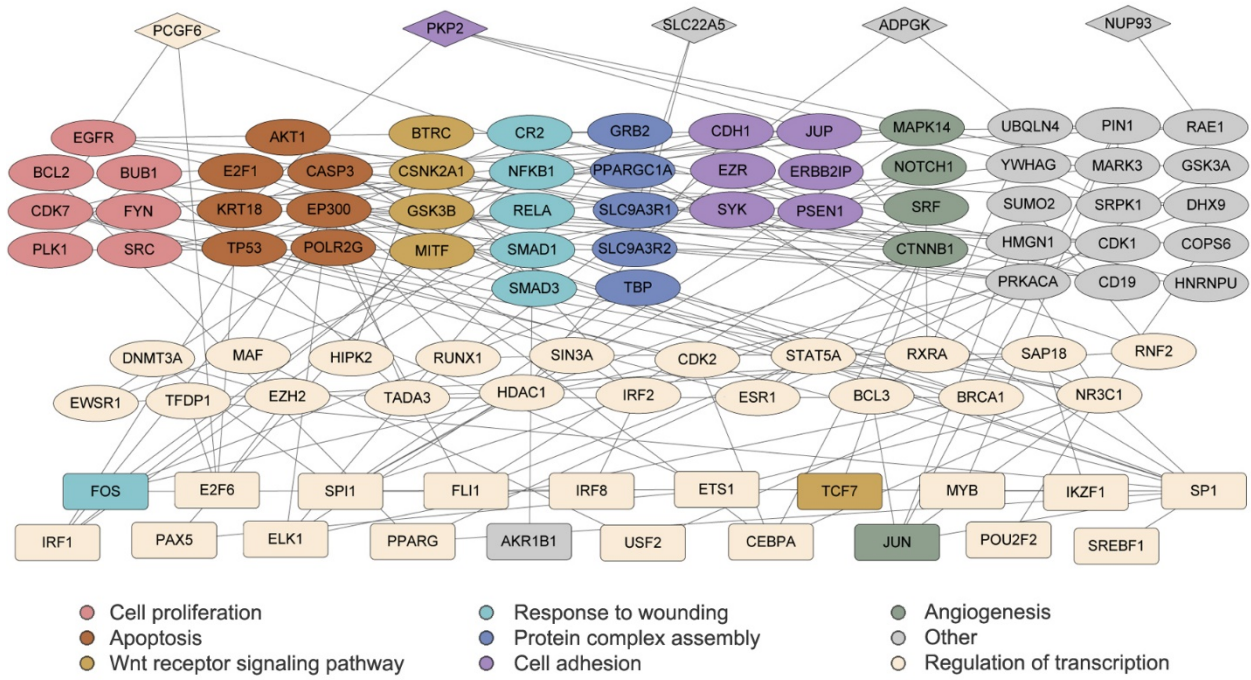 PCGF6 PKP2 SLC22A5 ADPGK NUP93
EGFR AKT1 BTRC CR2 GRB2 CDH1 JUP MAPK14 UBQLN4 PIN1 RAE1
BCL2 BUB1 E2F1 CASP3 CSNK2A1 NFKB1 PPARGC1A EZR ERBB2IP NOTCH1 YWHAG MARK3 GSK3A
CDK7 FYN KRT18 EP300 GSK3B RELA SLC9A3R1 SYK PSEN1 SRF SUMO2 SRPK1 DHX9
PLK1 SRC TP53 POLR2G MITF SMAD1 SLC9A3R2 CTNNB1 HMGN1 CDK1 COPS6
SMAD3 TBP PRKACA CD19 HNRNPU
DNMT3A MAF HIPK2 RUNX1 SIN3A CDK2 STAT5A RXRA SAP18 RNF2
EWSR1 TFDP1 EZH2 TADA3 HDAC1 IRF2 ESR1 BCL3 BRCA1 NR3C1
FOS E2F6 SPI1 FLI1 IRF8 ETS1 TCF7 MYB IKZF1 SP1
IRF1 PAX5 ELK1 PPARG AKR1B1 USF2 CEBPA JUN POU2F2 SREBF1
Cell proliferation Response to wounding Angiogenesis
Apoptosis Protein complex assembly Other
Wnt receptor signaling pathway Cell adhesion Regulation of transcription